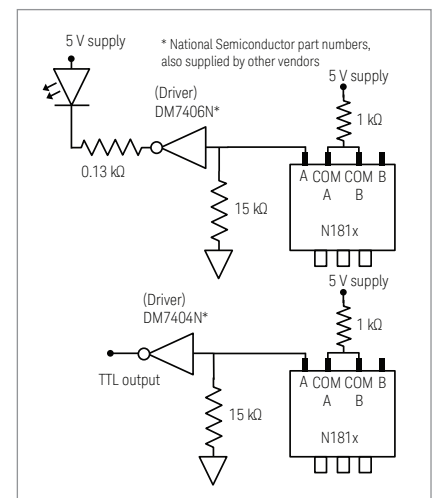 5 V supply
* National Semiconductor part numbers,
also supplied by other vendors
5 V supply
(Driver)
DM7406N*
1 kΩ
0.13 kΩ
A COM COM B
A B
15 kΩ
N181x
5 V supply
(Driver)
DM7404N*
1 kΩ
TTL output
A COM COM B
A B
15 kΩ
N181x